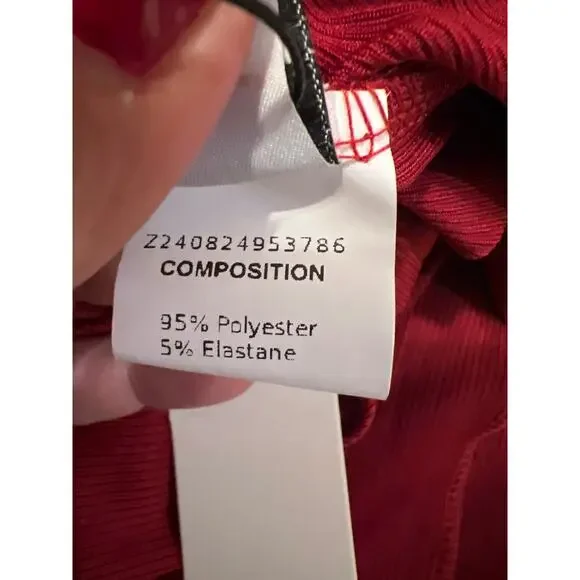 Z240824953786
COMPOSITION
95% Polyester
5% Elastane